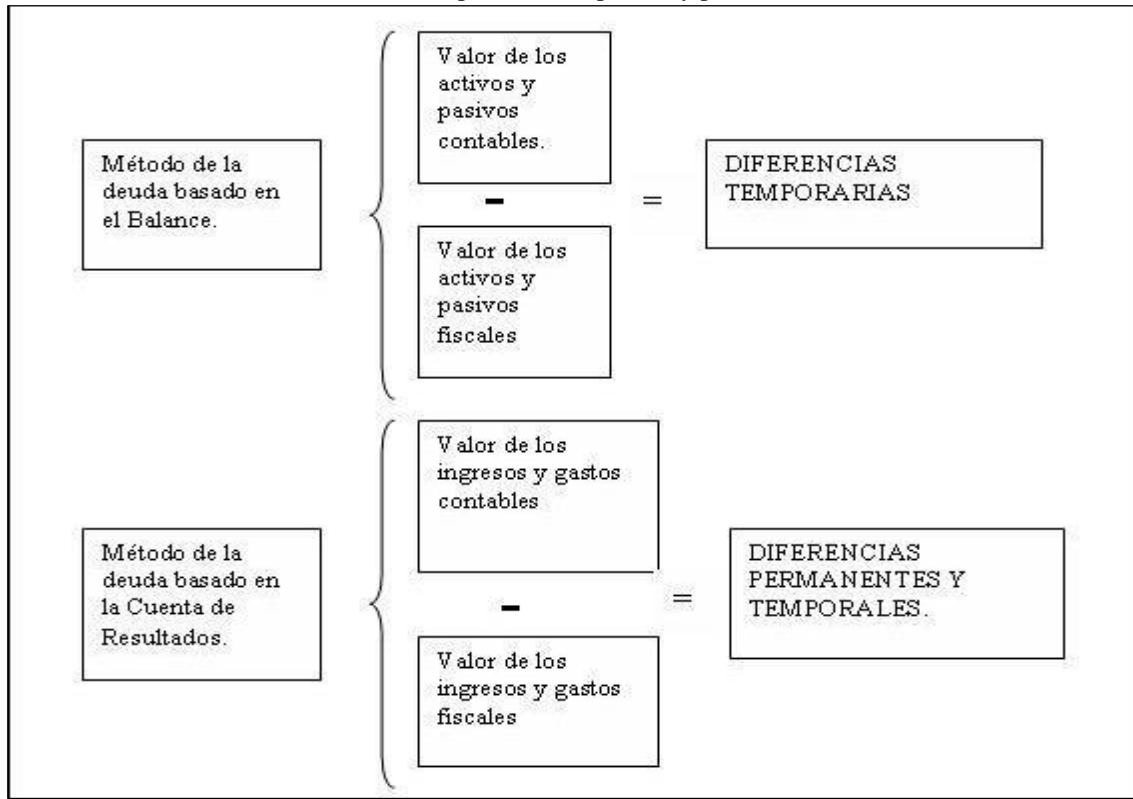 Método de la
deuda basado en
el Balance.
Valor de los
activos y
pasivos
contables.
-
Valor de los
activos y
pasivos
fiscales
=
DIFERENCIAS
TEMPORARIAS
Método de la
deuda basado en
la Cuenta de
Resultados.
Valor de los
ingresos y gastos
contables
-
Valor de los
ingresos y gastos
fiscales
=
DIFERENCIAS
PERMANENTES Y
TEMPORALES.